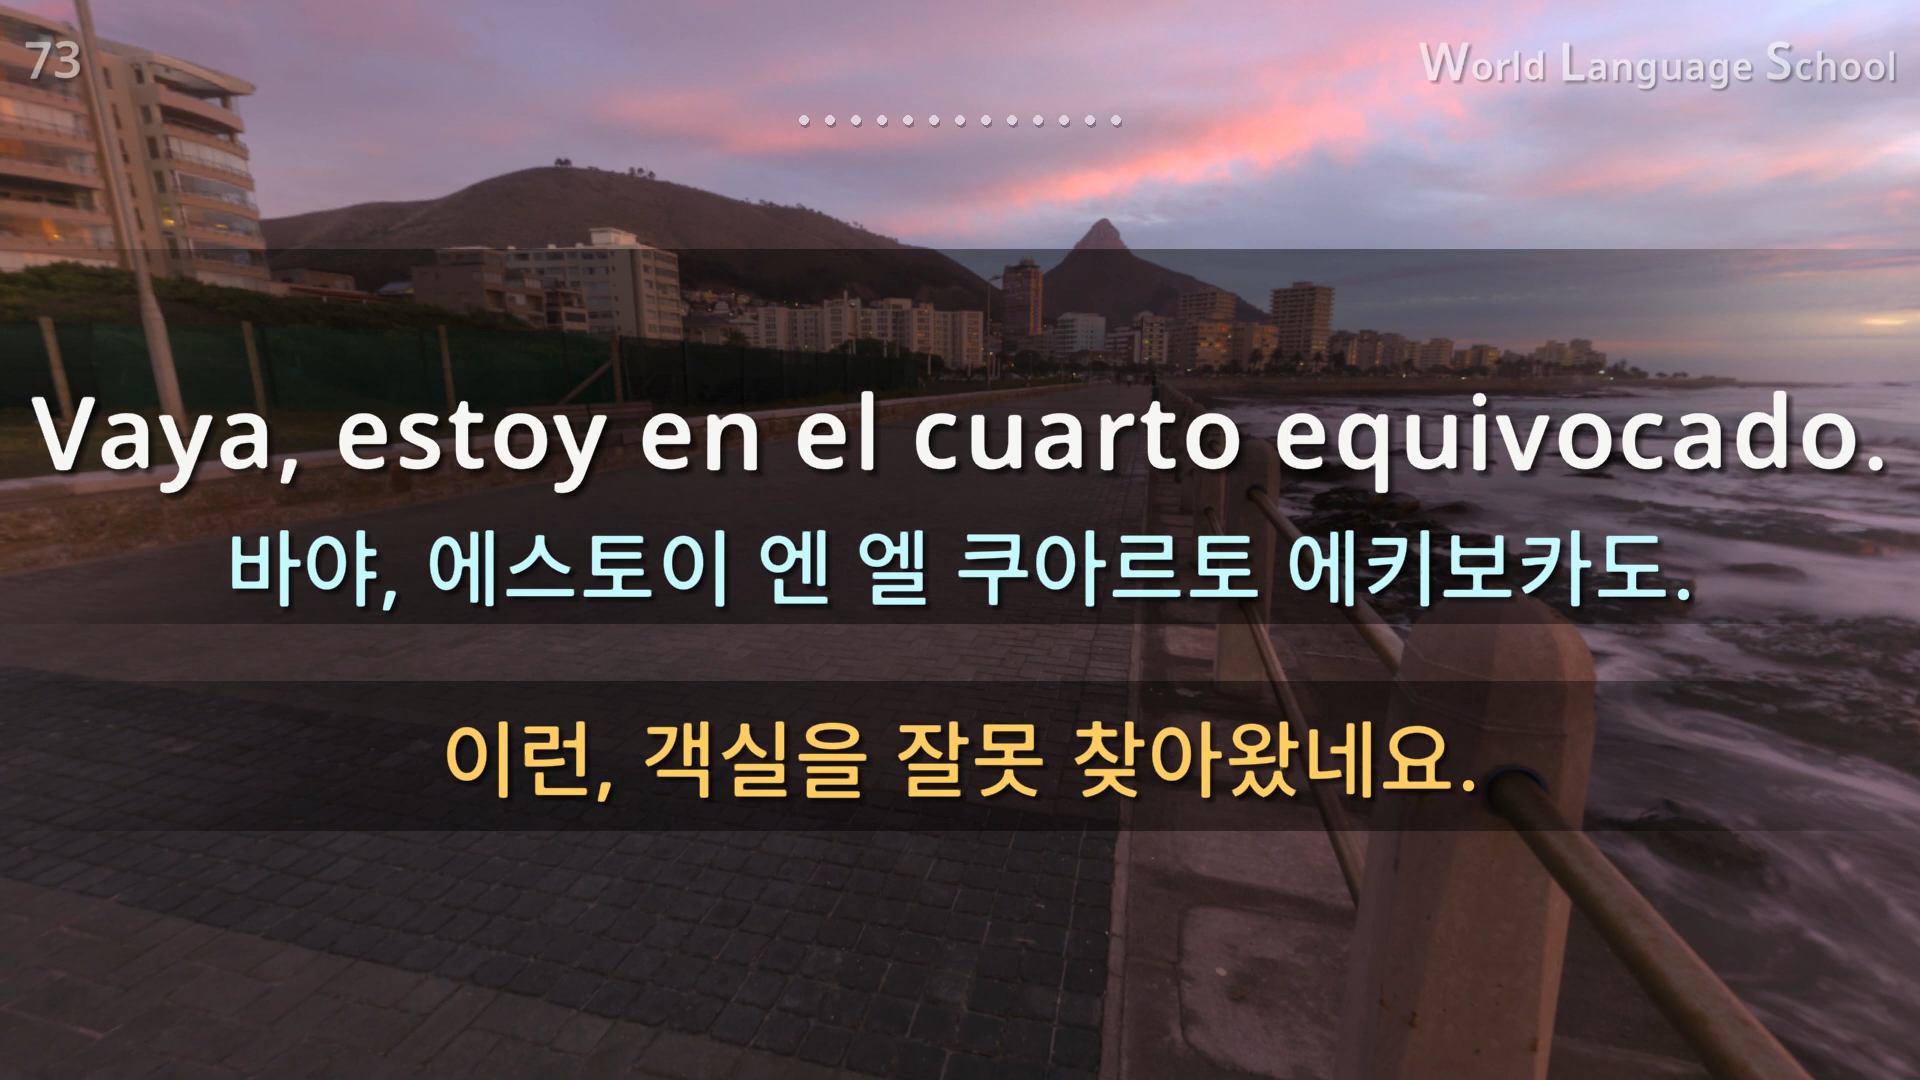 73
World Language School
Vaya, estoy en el cuarto equivocado.
바야, 에스토이 엔 엘 쿠아르토 에키보카도.
이런, 객실을 잘못 찾아왔네요.